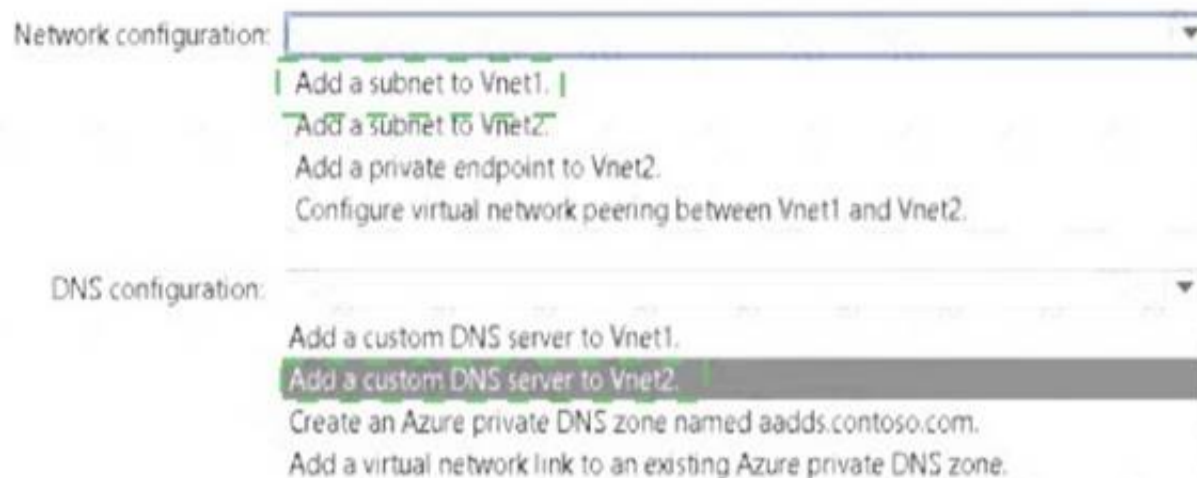 Network configuration:
Add a subnet to Vnet1.
Add a subnet to Vnet2.
Add a private endpoint to Vnet2.
Configure virtual network peering between Vnet1 and Vnet2.
DNS configuration:
Add a custom DNS server to Vnet1.
Add a custom DNS server to Vnet2.
Create an Azure private DNS zone named aadds.contoso.com.
Add a virtual network link to an existing Azure private DNS zone.